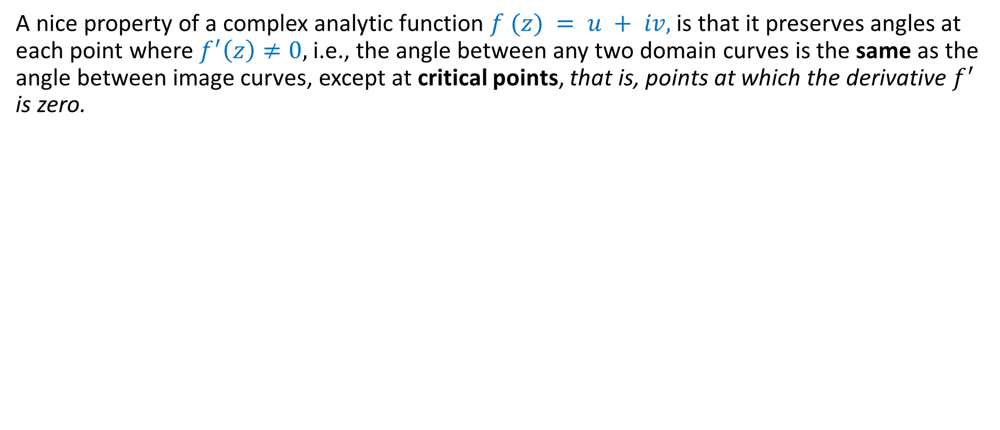 A nice property of a complex analytic function f (z) = u + iv, is that it preserves angles at
each point where f′(z) ≠ 0, i.e., the angle between any two domain curves is the same as the
angle between image curves, except at critical points, that is, points at which the derivative f′
is zero.